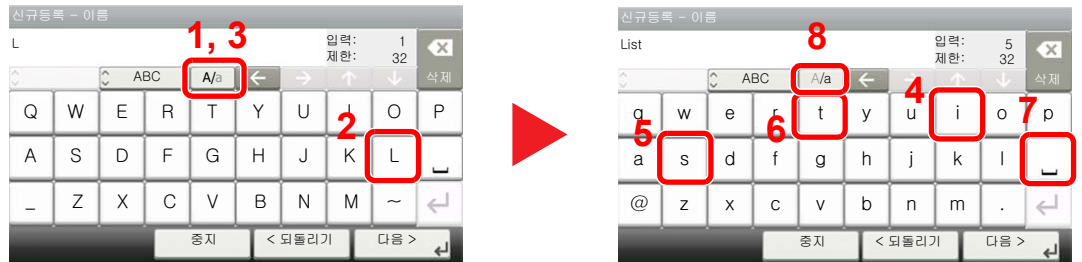 신규등록 - 이름
L
1, 3
입력: 1
제한: 32
ABC
A/a
삭제
Q W E R T Y U I O P
2
A S D F G H J K L
_ Z X C V B N M ~
중지
< 되돌리기
다음 >
신규등록 - 이름
List
8
입력: 5
제한: 32
ABC
A/a
삭제
4
7
q w e r t y u i o p
5
6
a s d f g h j k l
@ z x c v b n m .
중지
< 되돌리기
다음 >